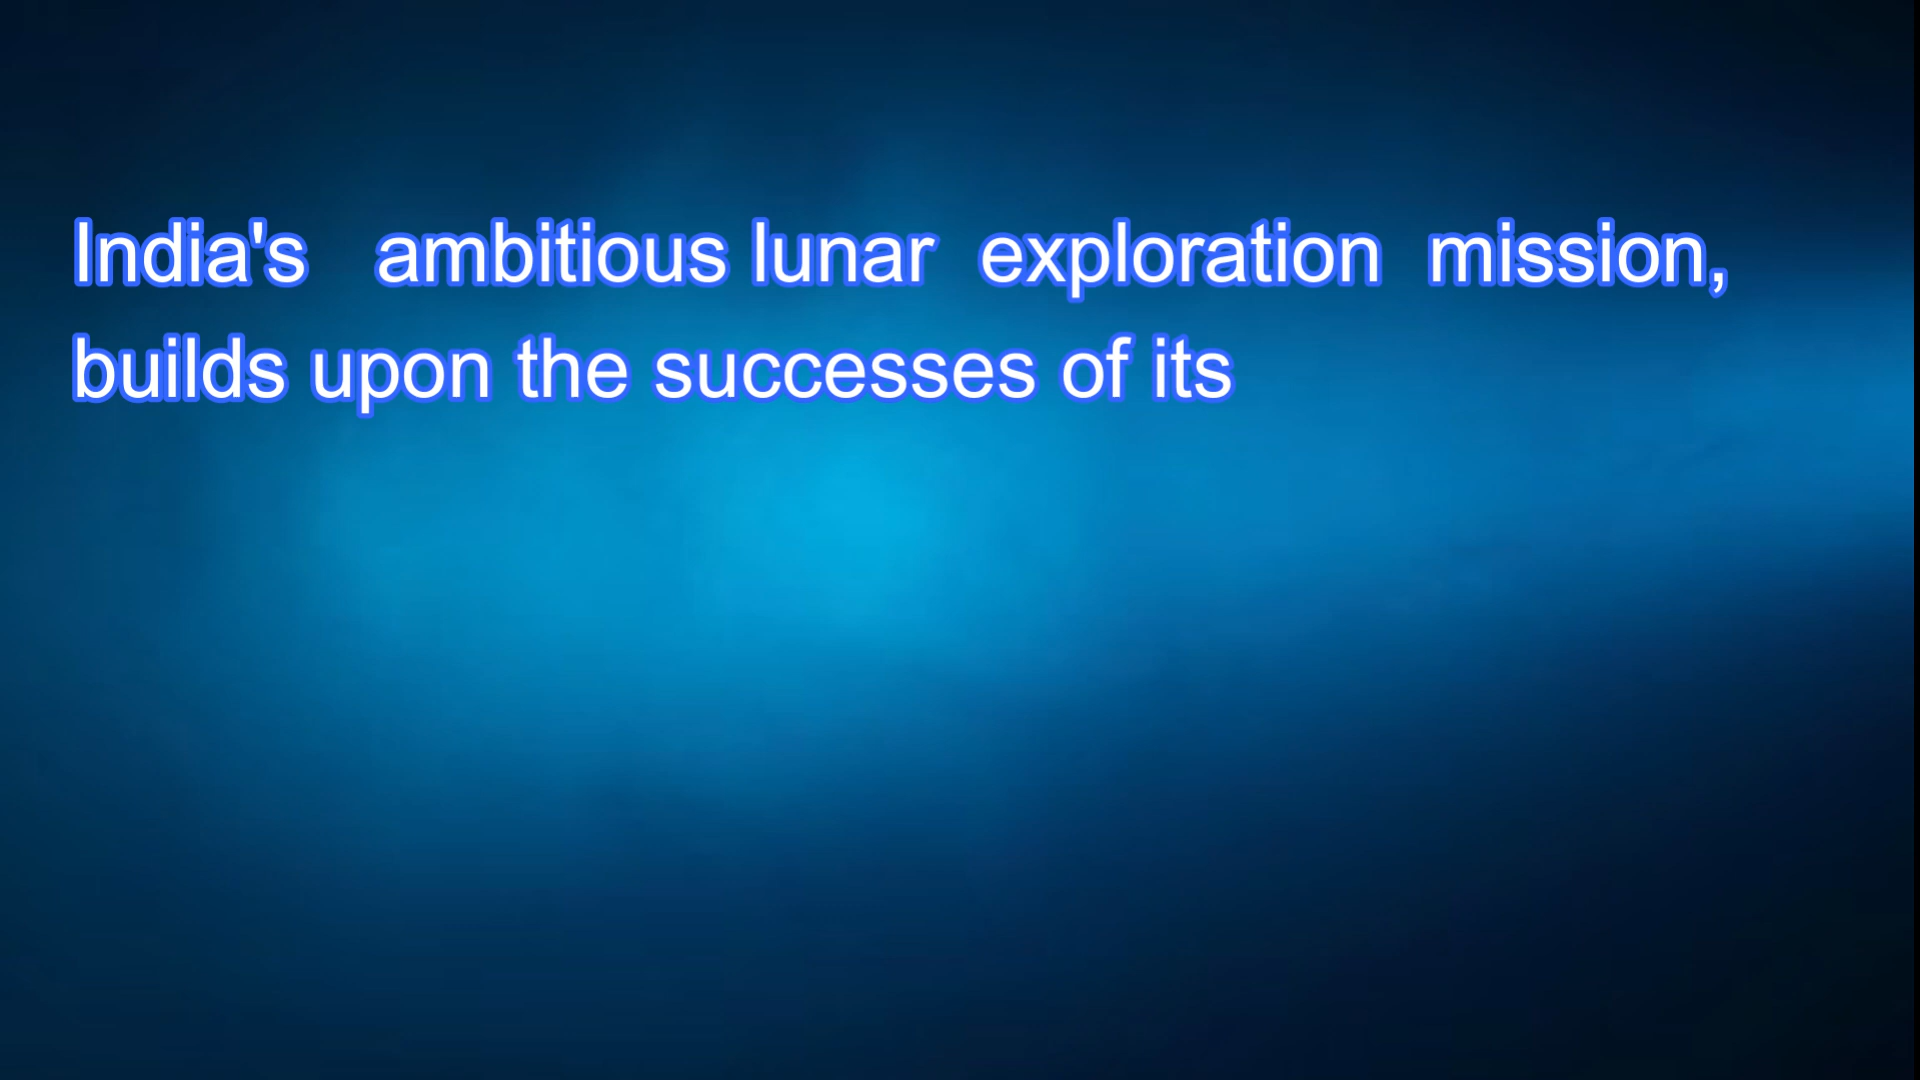 India's ambitious lunar exploration mission,
builds upon the successes of its